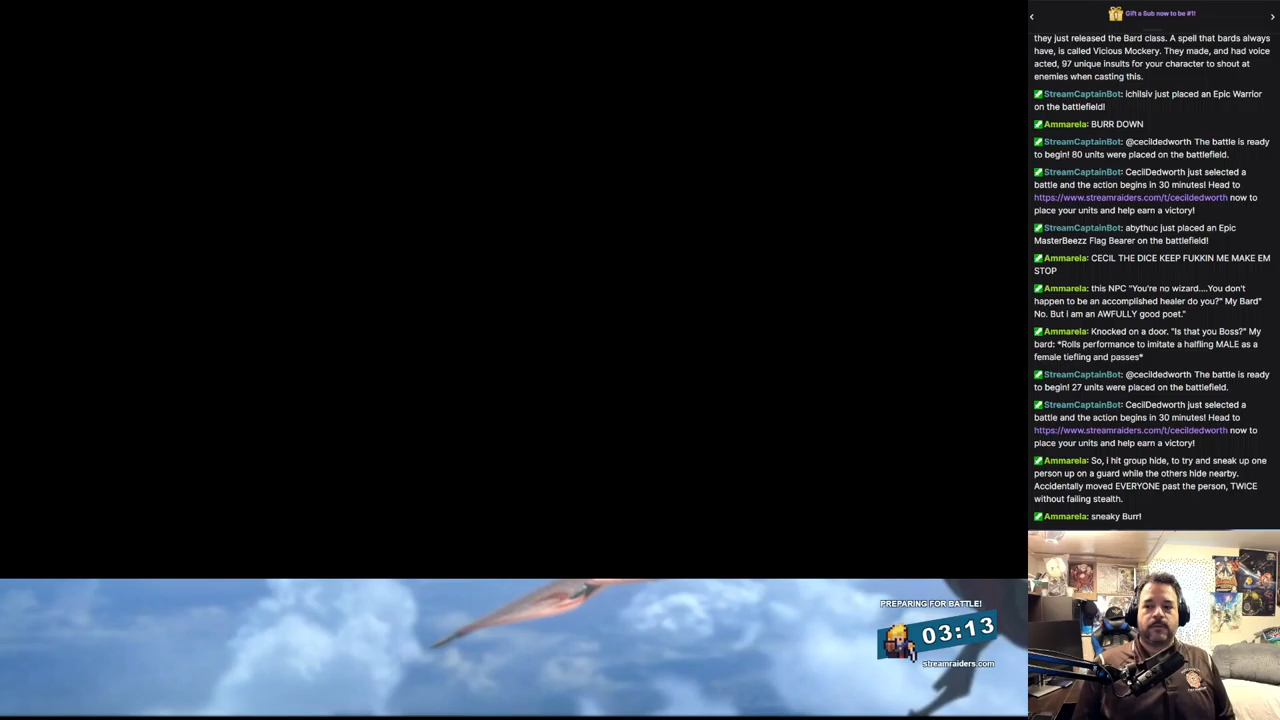 Gift a Sub now to be #1!
they just released the Bard class. A spell that bards always
have, is called Vicious Mockery. They made, and had voice
acted, 97 unique insults for your character to shout at
enemies when casting this.
StreamCaptainBot: ichilsiv just placed an Epic Warrior
on the battlefield!
Ammarela: BURR DOWN
StreamCaptainBot: @cecildedworth The battle is ready
to begin! 80 units were placed on the battlefield.
StreamCaptainBot: CecilDedworth just selected a
battle and the action begins in 30 minutes! Head to
https://www.streamraiders.com/t/cecildedworth now to
place your units and help earn a victory!
StreamCaptainBot: abythuc just placed an Epic
MasterBeezz Flag Bearer on the battlefield!
Ammarela: CECIL THE DICE KEEP FUKKIN ME MAKE EM
STOP
Ammarela: this NPC "You're no wizard....You don't
happen to be an accomplished healer do you?" My Bard"
No. But i am an AWFULLY good poet."
Ammarela: Knocked on a door. "Is that you Boss?" My
bard: *Rolls performance to imitate a halfling MALE as a
female tiefling and passes*
StreamCaptainBot: @cecildedworth The battle is ready
to begin! 27 units were placed on the battlefield.
StreamCaptainBot: CecilDedworth just selected a
battle and the action begins in 30 minutes! Head to
https://www.streamraiders.com/t/cecildedworth now to
place your units and help earn a victory!
Ammarela: So, i hit group hide, to try and sneak up one
person up on a guard while the others hide nearby.
Accidentally moved EVERYONE past the person, TWICE
without failing stealth.
Ammarela: sneaky Burr!
PREPARING FOR BATTLE!
03:13
streamraiders.com